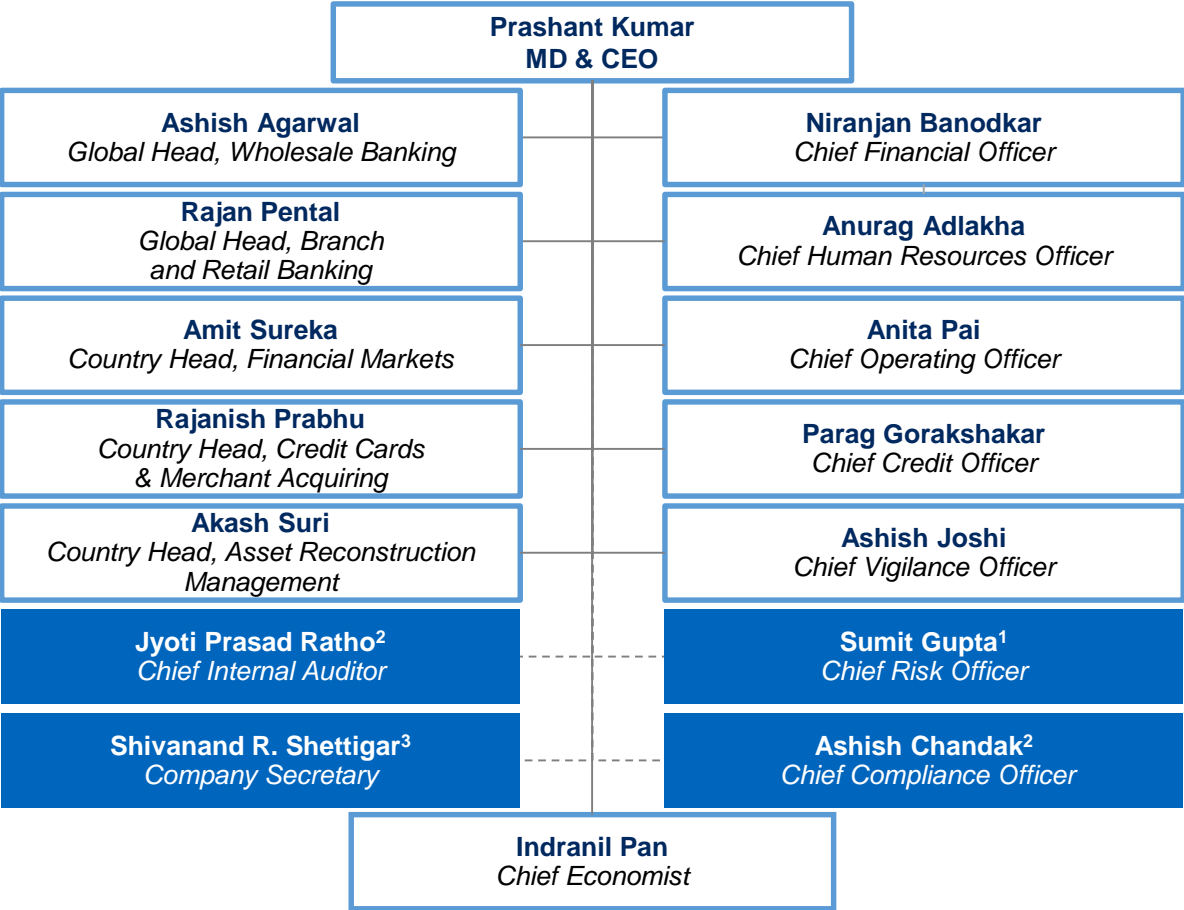 Prashant Kumar
MD & CEO
Ashish Agarwal
Global Head, Wholesale Banking
Niranjan Banodkar
Chief Financial Officer
Rajan Pental
Global Head, Branch
and Retail Banking
Anurag Adlakha
Chief Human Resources Officer
Amit Sureka
Country Head, Financial Markets
Anita Pai
Chief Operating Officer
Rajanish Prabhu
Country Head, Credit Cards
& Merchant Acquiring
Parag Gorakshakar
Chief Credit Officer
Akash Suri
Country Head, Asset Reconstruction
Management
Ashish Joshi
Chief Vigilance Officer
Jyoti Prasad Ratho²
Chief Internal Auditor
Sumit Gupta¹
Chief Risk Officer
Shivanand R. Shettigar³
Company Secretary
Ashish Chandak²
Chief Compliance Officer
Indranil Pan
Chief Economist